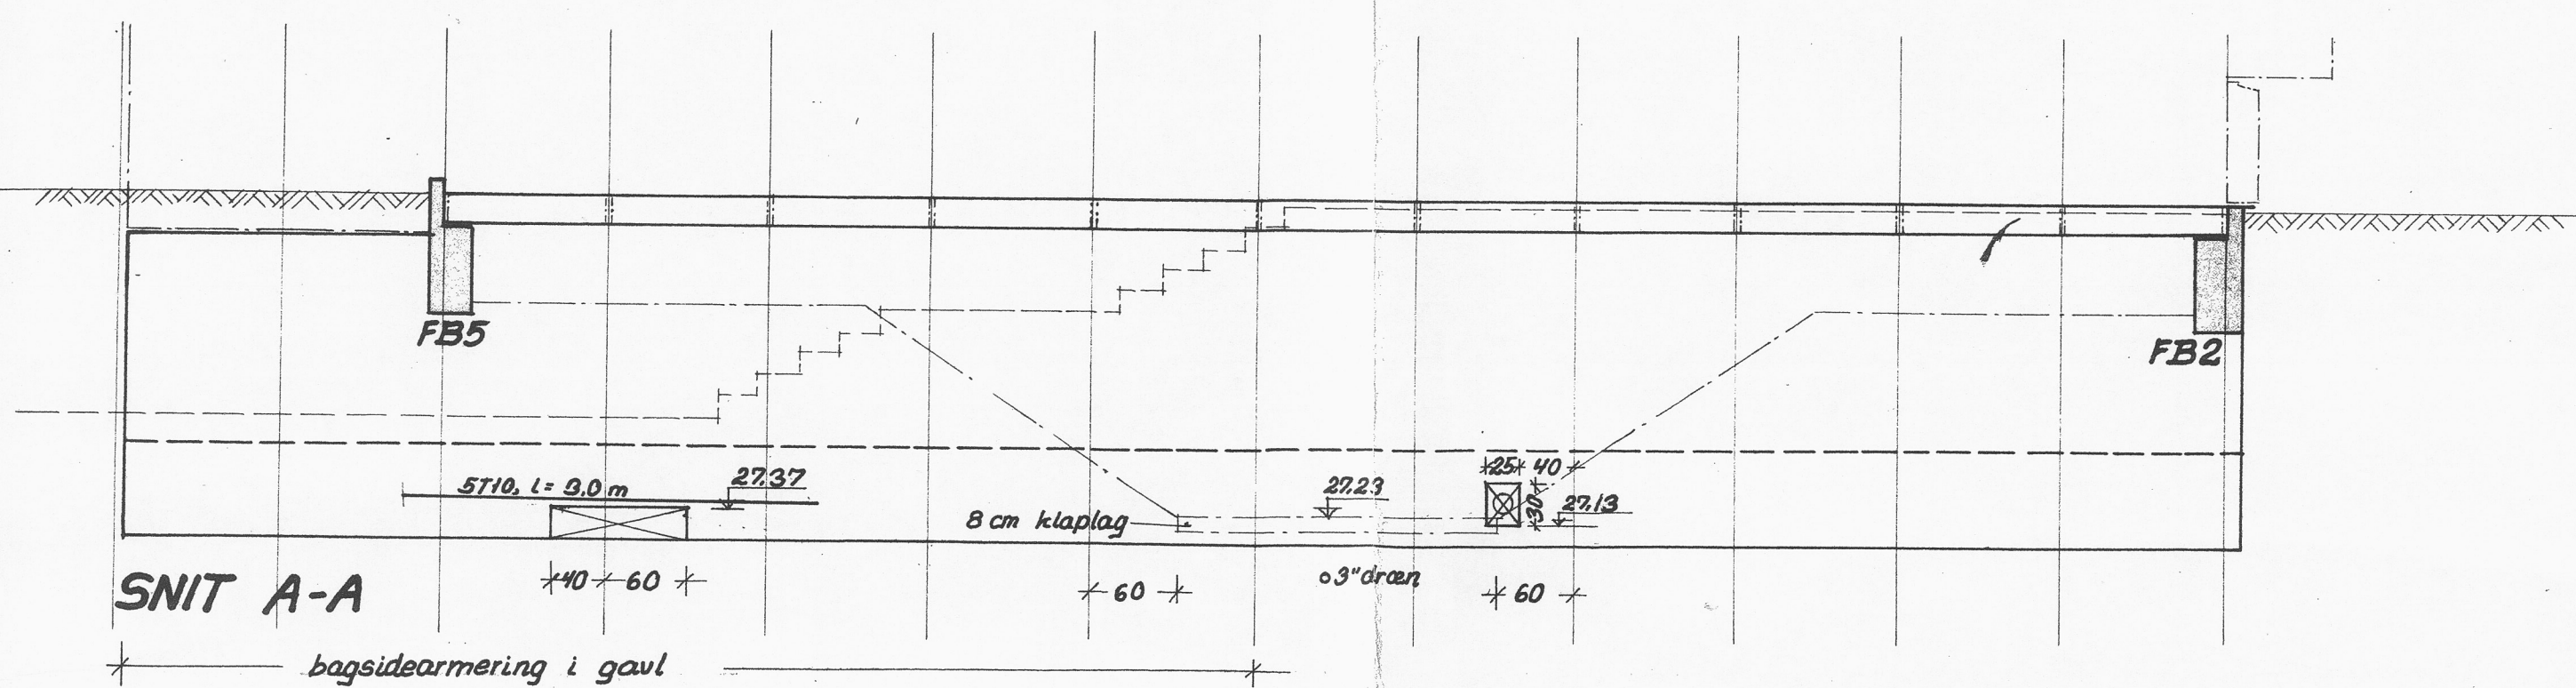 FB5
FB2
25 40
5T10, l= 3.0 m
27.37
27.23
30
27.13
8 cm klaplag
SNIT A-A
40 60
60
3" dræn
60
bagsidearmering i gavl